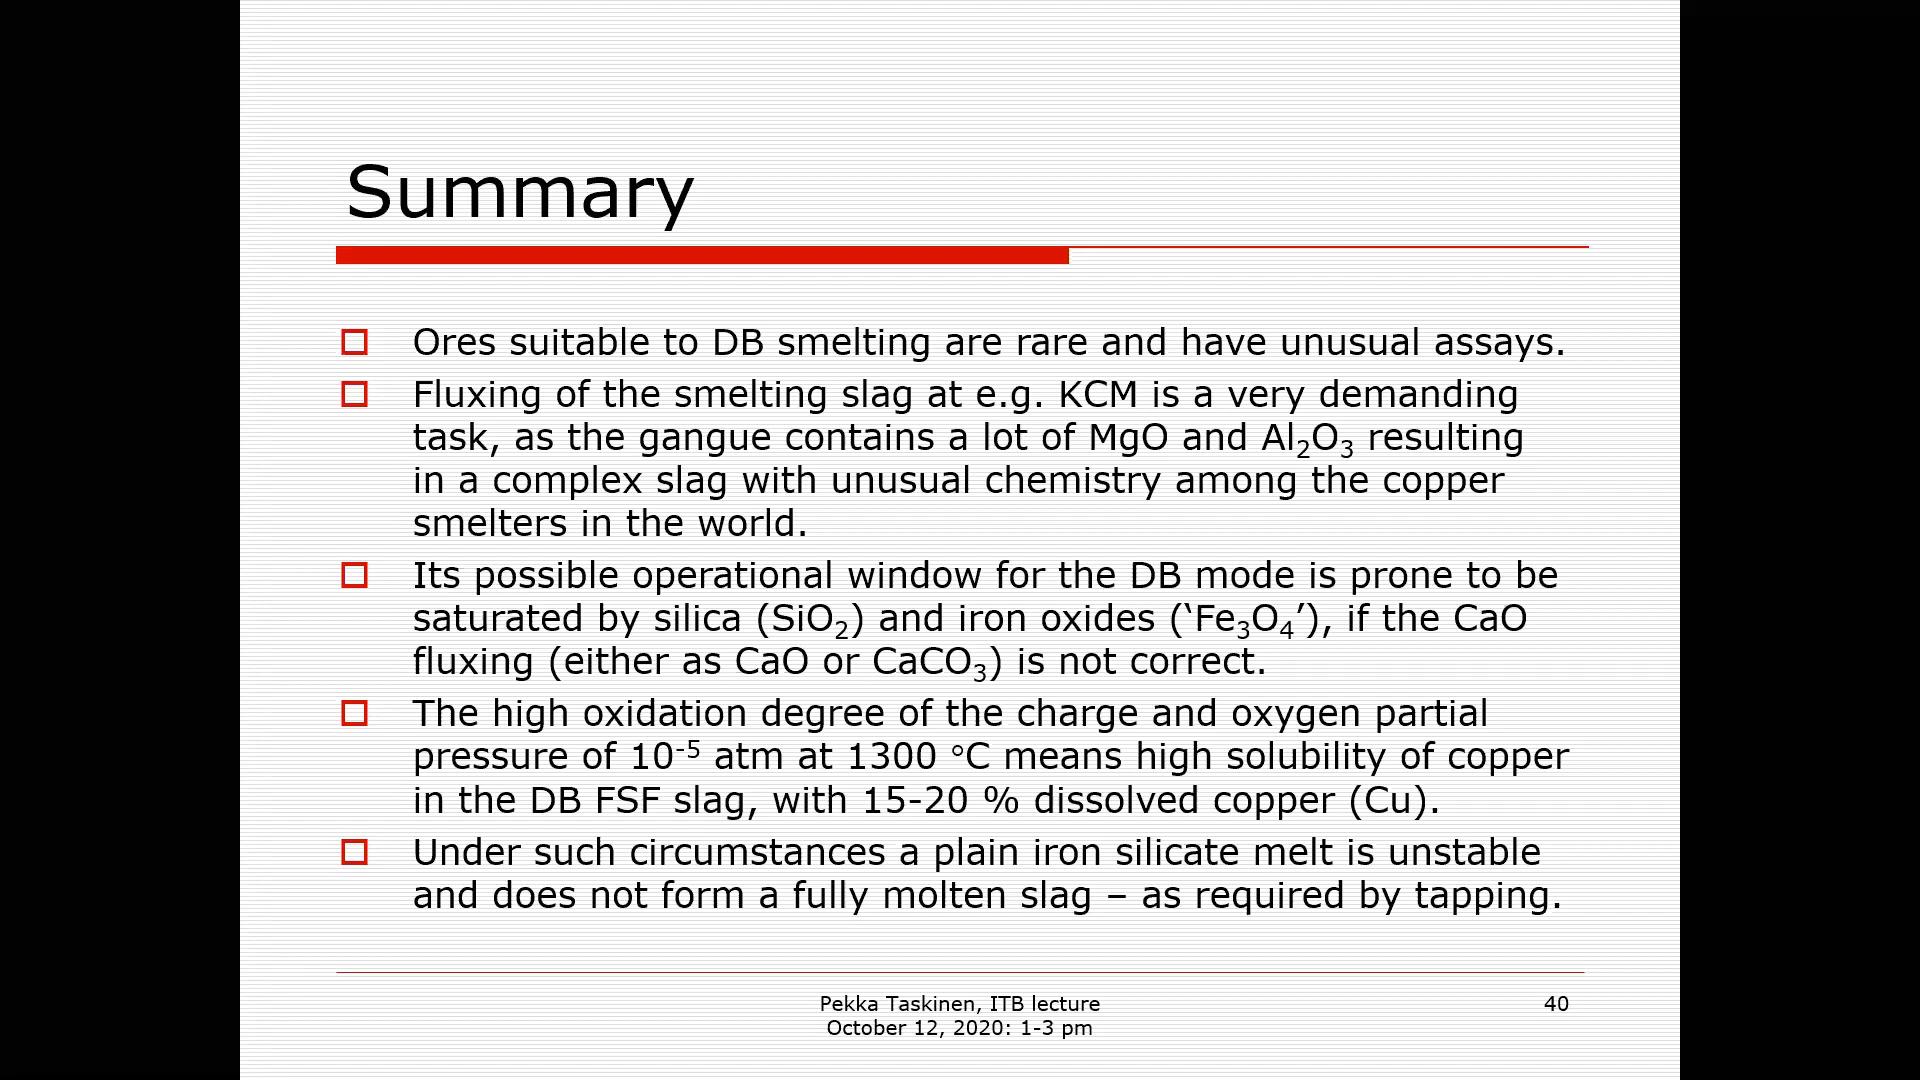 Summary
Ores suitable to DB smelting are rare and have unusual assays.
Fluxing of the smelting slag at e.g. KCM is a very demanding
task, as the gangue contains a lot of MgO and Al₂O₃ resulting
in a complex slag with unusual chemistry among the copper
smelters in the world.
Its possible operational window for the DB mode is prone to be
saturated by silica (SiO₂) and iron oxides (‘Fe₃O₄’), if the CaO
fluxing (either as CaO or CaCO₃) is not correct.
The high oxidation degree of the charge and oxygen partial
pressure of 10⁻⁵ atm at 1300 °C means high solubility of copper
in the DB FSF slag, with 15-20 % dissolved copper (Cu).
Under such circumstances a plain iron silicate melt is unstable
and does not form a fully molten slag – as required by tapping.
Pekka Taskinen, ITB lecture
October 12, 2020: 1-3 pm
40